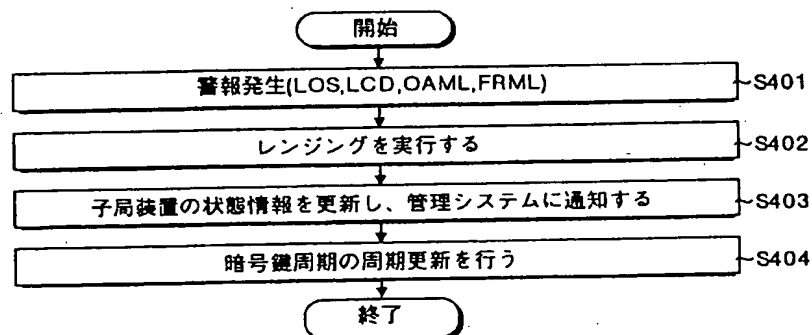 開始
警報発生(LOS,LCD,OAML,FRML)
S401
レンジングを実行する
S402
子局装置の状態情報を更新し、管理システムに通知する
S403
暗号鍵周期の周期更新を行う
S404
終了